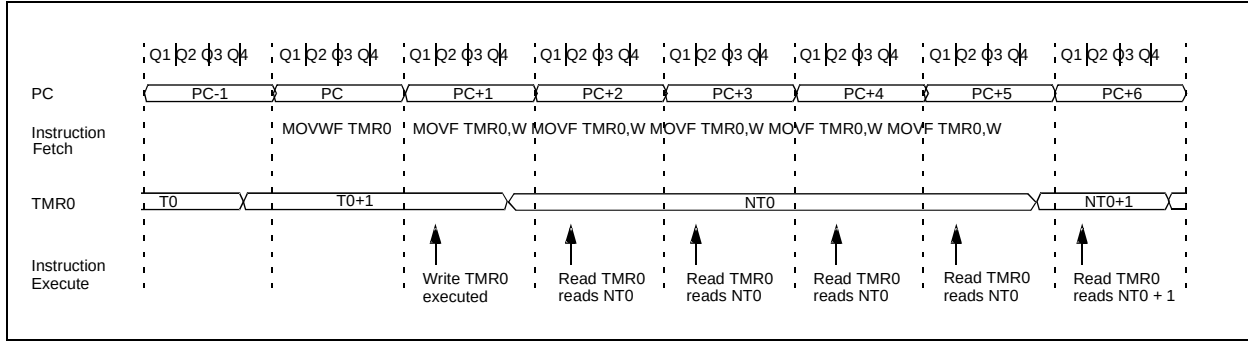 Q1 Q2 Q3 Q4 Q1 Q2 Q3 Q4 Q1 Q2 Q3 Q4 Q1 Q2 Q3 Q4 Q1 Q2 Q3 Q4 Q1 Q2 Q3 Q4 Q1 Q2 Q3 Q4 Q1 Q2 Q3 Q4
PC PC-1 PC PC+1 PC+2 PC+3 PC+4 PC+5 PC+6
Instruction MOVWF TMR0 MOVF TMR0,W MOVF TMR0,W MOVF TMR0,W MOVF TMR0,W MOVF TMR0,W
Fetch
TMR0 T0 T0+1 NT0 NT0+1
Instruction Write TMR0 Read TMR0 Read TMR0 Read TMR0 Read TMR0 Read TMR0
Execute executed reads NT0 reads NT0 reads NT0 reads NT0 reads NT0 + 1